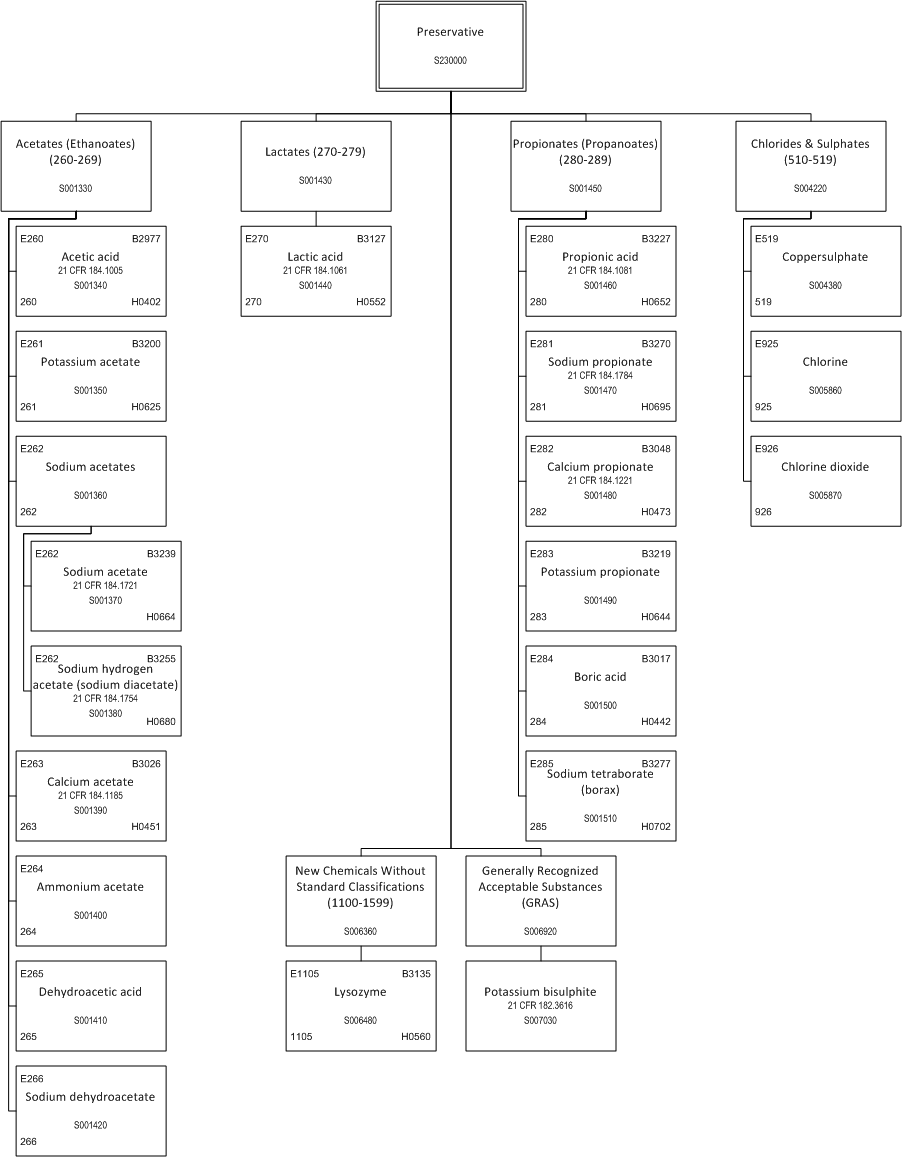 Preservative
S230000
Acetates (Ethanoates)
(260-269)
S001330
E260 B2977
Acetic acid
21 CFR 184.1005
S001340
260 H0402
E261 B3200
Potassium acetate
S001350
261 H0625
E262
Sodium acetates
S001360
262
E262 B3239
Sodium acetate
21 CFR 184.1721
S001370
H0664
E262 B3255
Sodium hydrogen
acetate (sodium diacetate)
21 CFR 184.1754
S001380
H0680
E263 B3026
Calcium acetate
21 CFR 184.1185
S001390
263 H0451
E264
Ammonium acetate
S001400
264
E265
Dehydroacetic acid
S001410
265
E266
Sodium dehydroacetate
S001420
266
Lactates (270-279)
S001430
E270 B3127
Lactic acid
21 CFR 184.1061
S001440
270 H0552
Propionates (Propanoates)
(280-289)
S001450
E280 B3227
Propionic acid
21 CFR 184.1081
S001460
280 H0652
E281 B3270
Sodium propionate
21 CFR 184.1784
S001470
281 H0695
E282 B3048
Calcium propionate
21 CFR 184.1221
S001480
282 H0473
E283 B3219
Potassium propionate
S001490
283 H0644
E284 B3017
Boric acid
S001500
284 H0442
E285 B3277
Sodium tetraborate
(borax)
S001510
285 H0702
Chlorides & Sulphates
(510-519)
S004220
E519
Coppersulphate
S004380
519
E925
Chlorine
S005860
925
E926
Chlorine dioxide
S005870
926
New Chemicals Without
Standard Classifications
(1100-1599)
S006360
E1105 B3135
Lysozyme
S006480
1105 H0560
Generally Recognized
Acceptable Substances
(GRAS)
S006920
Potassium bisulphite
21 CFR 182.3616
S007030